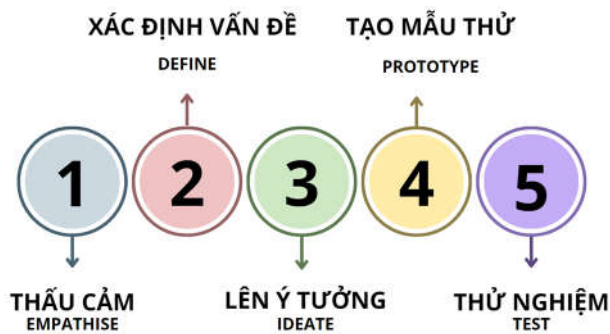 XÁC ĐỊNH VẤN ĐỀ
DEFINE
TẠO MẪU THỬ
PROTOTYPE
1
2
3
4
5
THẤU CẢM
EMPATHISE
LÊN Ý TƯỞNG
IDEATE
THỬ NGHIỆM
TEST